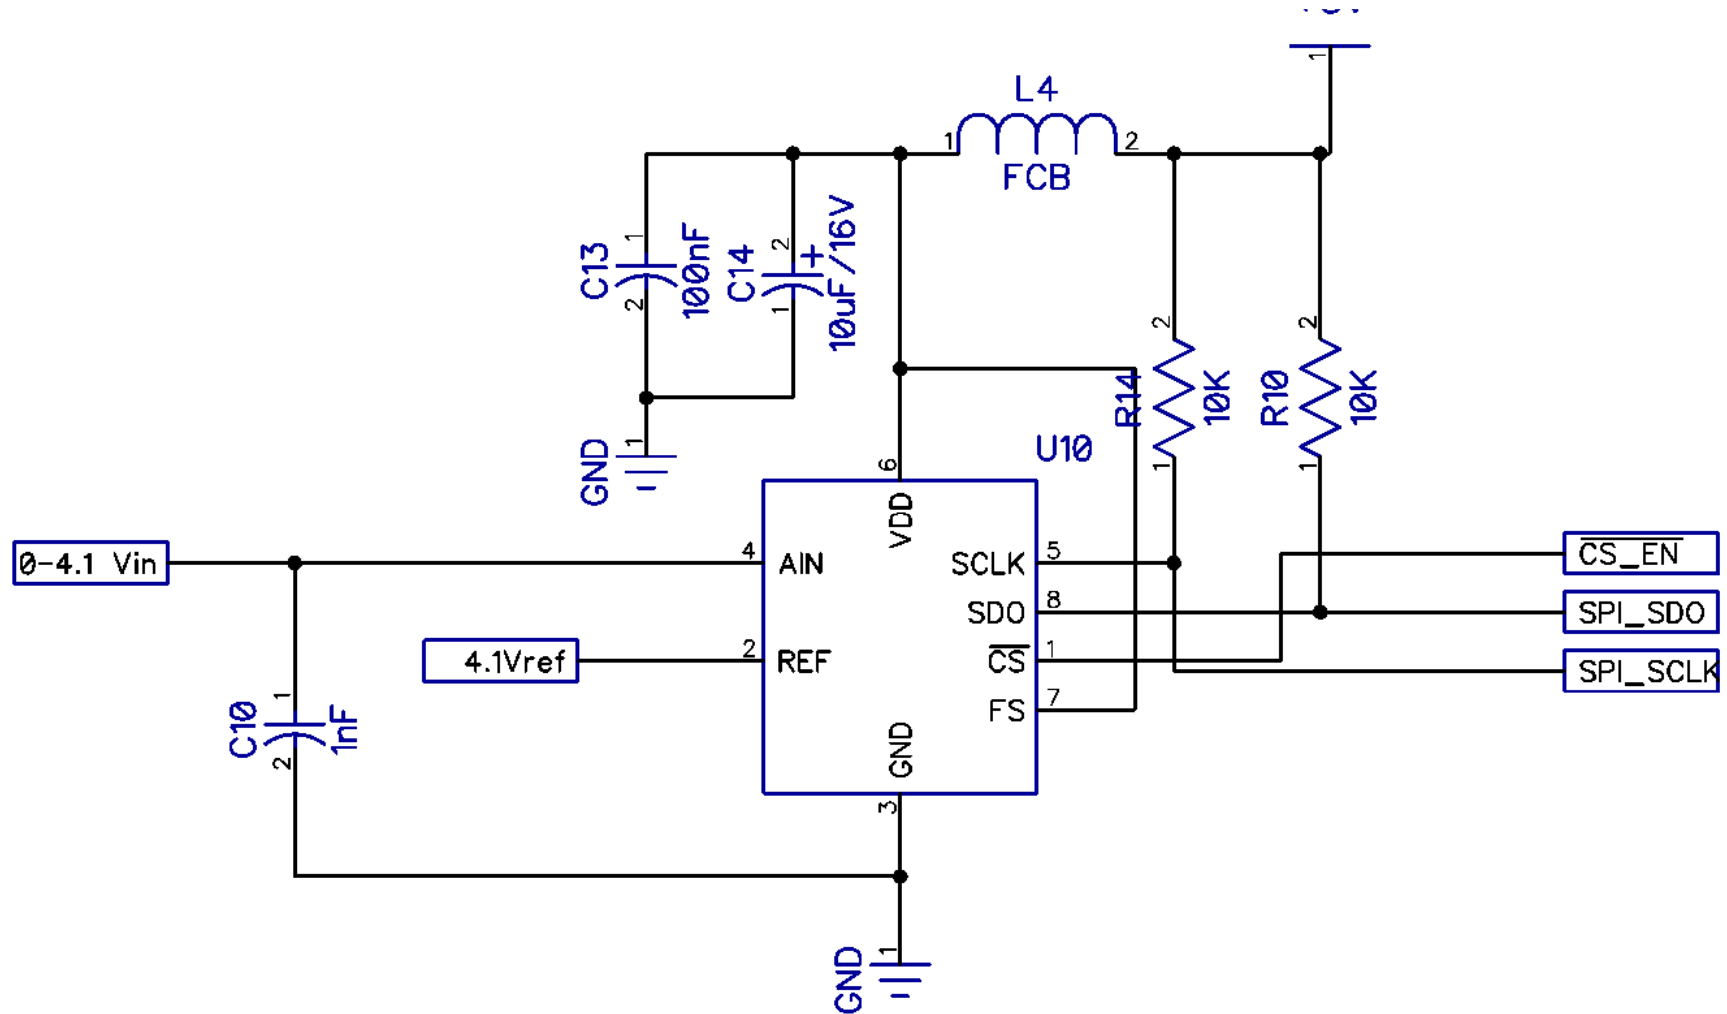 L4
1
1
2
FCB
C13
1
2
100nF
C14
2
1
+
10uF/16V
R14
2
1
10K
R10
2
1
10K
GND
1
U10
6
VDD
0-4.1 Vin
4
AIN
SCLK
5
CS_EN
SDO
8
SPI_SDO
4.1Vref
2
REF
CS
1
SPI_SCLK
FS
7
C10
1
2
1nF
GND
3
GND
1